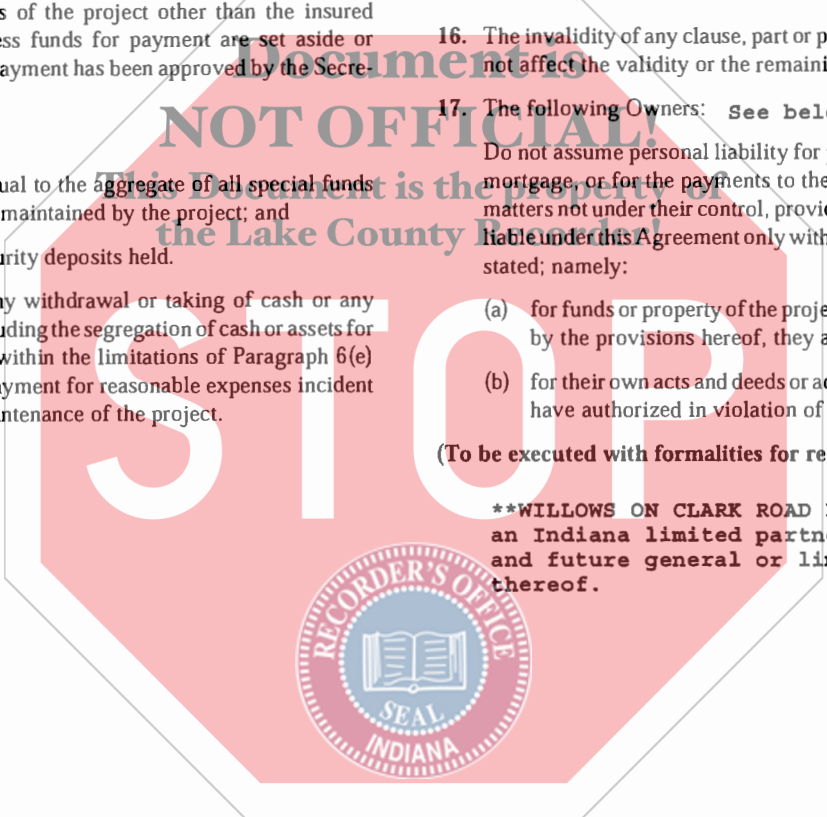 s of the project other than the insured
ess funds for payment are set aside or
ayment has been approved by the Secre-
ual to the aggregate of all special funds
maintained by the project; and
urity deposits held.
ny withdrawal or taking of cash or any
uding the segregation of cash or assets for
within the limitations of Paragraph 6(e)
yment for reasonable expenses incident
ntenance of the project.
16. The invalidity of any clause, part or p
not affect the validity or the remaini
17. The following Owners: See bel
Do not assume personal liability for
mortgage, or for the payments to the
matters not under their control, provi
liable under this Agreement only with
stated; namely:
(a) for funds or property of the proje
by the provisions hereof, they a
(b) for their own acts and deeds or a
have authorized in violation of
(To be executed with formalities for re
**WILLOWS ON CLARK ROAD
an Indiana limited partn
and future general or li
thereof.
Document is
NOT OFFICIAL!
This Document is the property of
the Lake County Recorder!
STOP
RECORDER'S OFFICE
SEAL
INDIANA